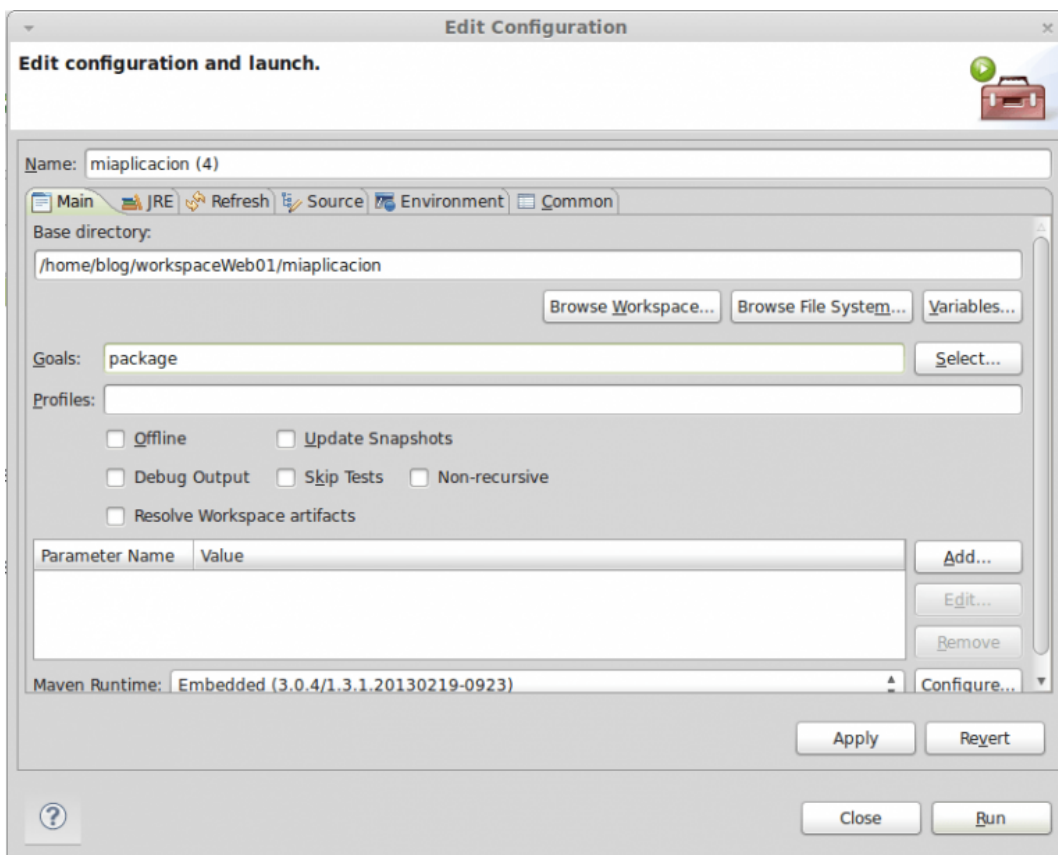 Edit Configuration
Edit configuration and launch.
Name: miaplicacion (4)
Main JRE Refresh Source Environment Common
Base directory:
/home/blog/workspaceWeb01/miaplicacion
Browse Workspace... Browse File System... Variables...
Goals: package Select...
Profiles:
Offline Update Snapshots
Debug Output Skip Tests Non-recursive
Resolve Workspace artifacts
Parameter Name Value Add...
Edit...
Remove
Maven Runtime: Embedded (3.0.4/1.3.1.20130219-0923) Configure...
Apply Revert
? Close Run